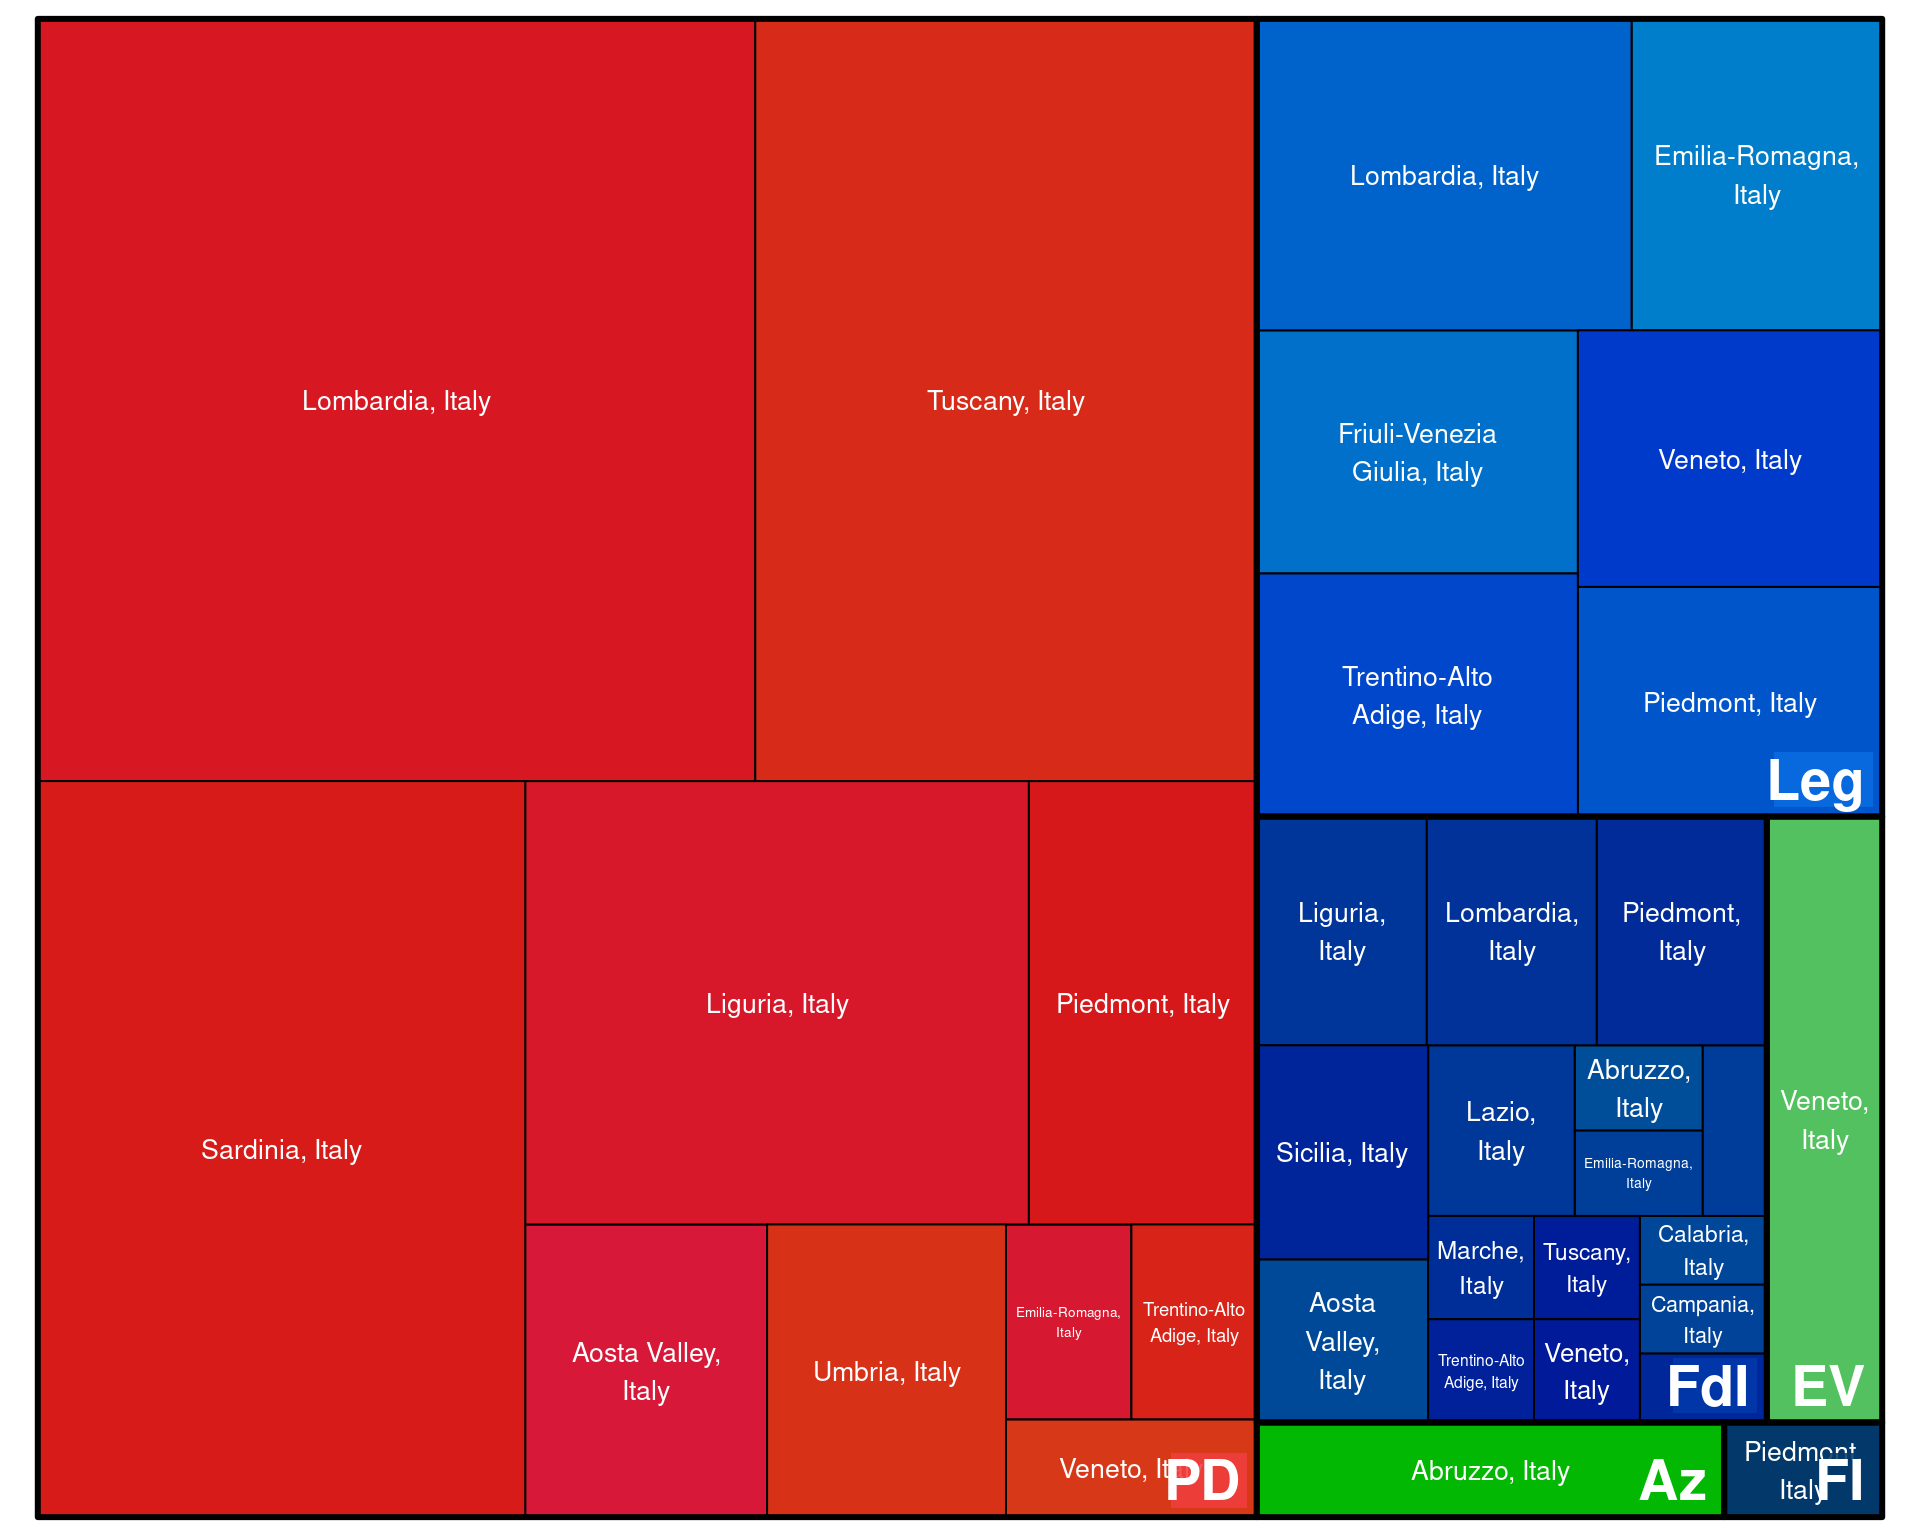 Lombardia, Italy
Tuscany, Italy
Sardinia, Italy
Liguria, Italy
Piedmont, Italy
Aosta Valley,
Italy
Umbria, Italy
Emilia-Romagna,
Italy
Trentino-Alto
Adige, Italy
Veneto, It
PD
Lombardia, Italy
Emilia-Romagna,
Italy
Friuli-Venezia
Giulia, Italy
Veneto, Italy
Trentino-Alto
Adige, Italy
Piedmont, Italy
Leg
Liguria,
Italy
Lombardia,
Italy
Piedmont,
Italy
Sicilia, Italy
Lazio,
Italy
Abruzzo,
Italy
Emilia-Romagna,
Italy
Aosta
Valley,
Italy
Marche,
Italy
Tuscany,
Italy
Calabria,
Italy
Campania,
Italy
Trentino-Alto
Adige, Italy
Veneto,
Italy
FdI
Veneto,
Italy
EV
Abruzzo, Italy
Az
Piedmont,
Italy
FI